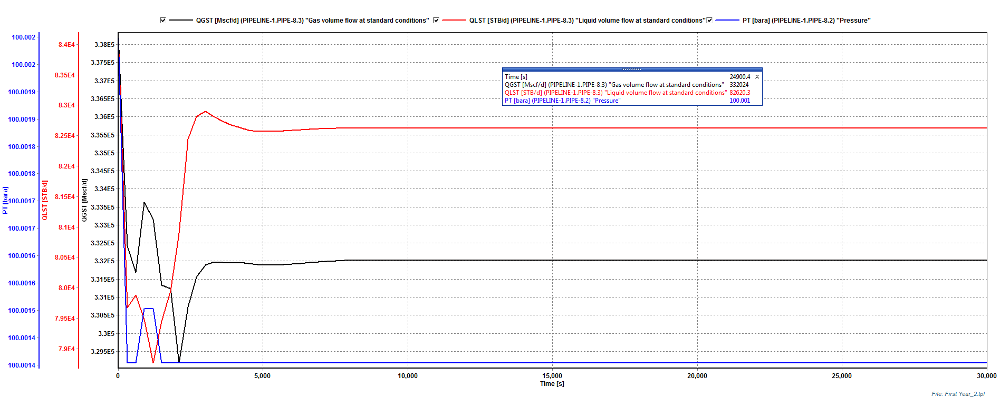 QGST [Mscf/d] (PIPELINE-1.PIPE-8.3) "Gas volume flow at standard conditions" QLST [STB/d] (PIPELINE-1.PIPE-8.3) "Liquid volume flow at standard conditions" PT [bara] (PIPELINE-1.PIPE-8.2) "Pressure"
PT [bara]
100.002
100.002
100.0019
100.0019
100.0018
100.0018
100.0017
100.0017
100.0016
100.0016
100.0015
100.0014
100.0014
QLST [STB/d]
8.4E4
8.35E4
8.3E4
8.25E4
8.2E4
8.15E4
8.1E4
8.05E4
8.0E4
7.95E4
7.9E4
QGST [Mscf/d]
3.38E5
3.375E5
3.37E5
3.365E5
3.36E5
3.355E5
3.35E5
3.345E5
3.34E5
3.335E5
3.33E5
3.325E5
3.32E5
3.315E5
3.31E5
3.305E5
3.3E5
3.295E5
Time [s] 24900.4
QGST [Mscf/d] (PIPELINE-1.PIPE-8.3) "Gas volume flow at standard conditions" 332024
QLST [STB/d] (PIPELINE-1.PIPE-8.3) "Liquid volume flow at standard conditions" 82620.3
PT [bara] (PIPELINE-1.PIPE-8.2) "Pressure" 100.001
0 5,000 10,000 15,000 20,000 25,000 30,000
Time [s]
File: First Year_2.tpl